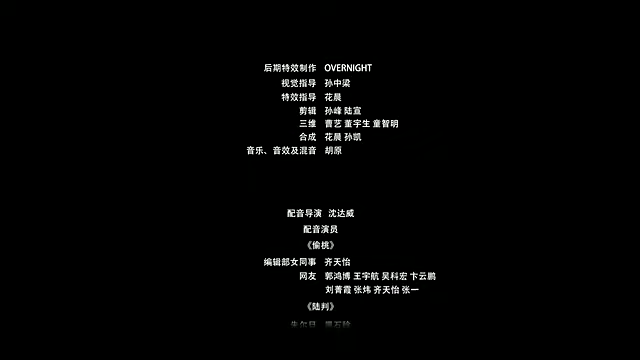 后期特效制作 OVERNIGHT
视觉指导 孙中梁
特效指导 花晨
剪辑 孙峰 陆宣
三维 曹艺 董宇生 童智明
合成 花晨 孙凯
音乐、音效及混音 胡原
配音导演 沈达威
配音演员
《偷桃》
编辑部女同事 齐天怡
网友 郭鸿博 王宇航 吴科宏 卞云鹏
刘菁霞 张炜 齐天怡 张一
《陆判》
朱尔旦